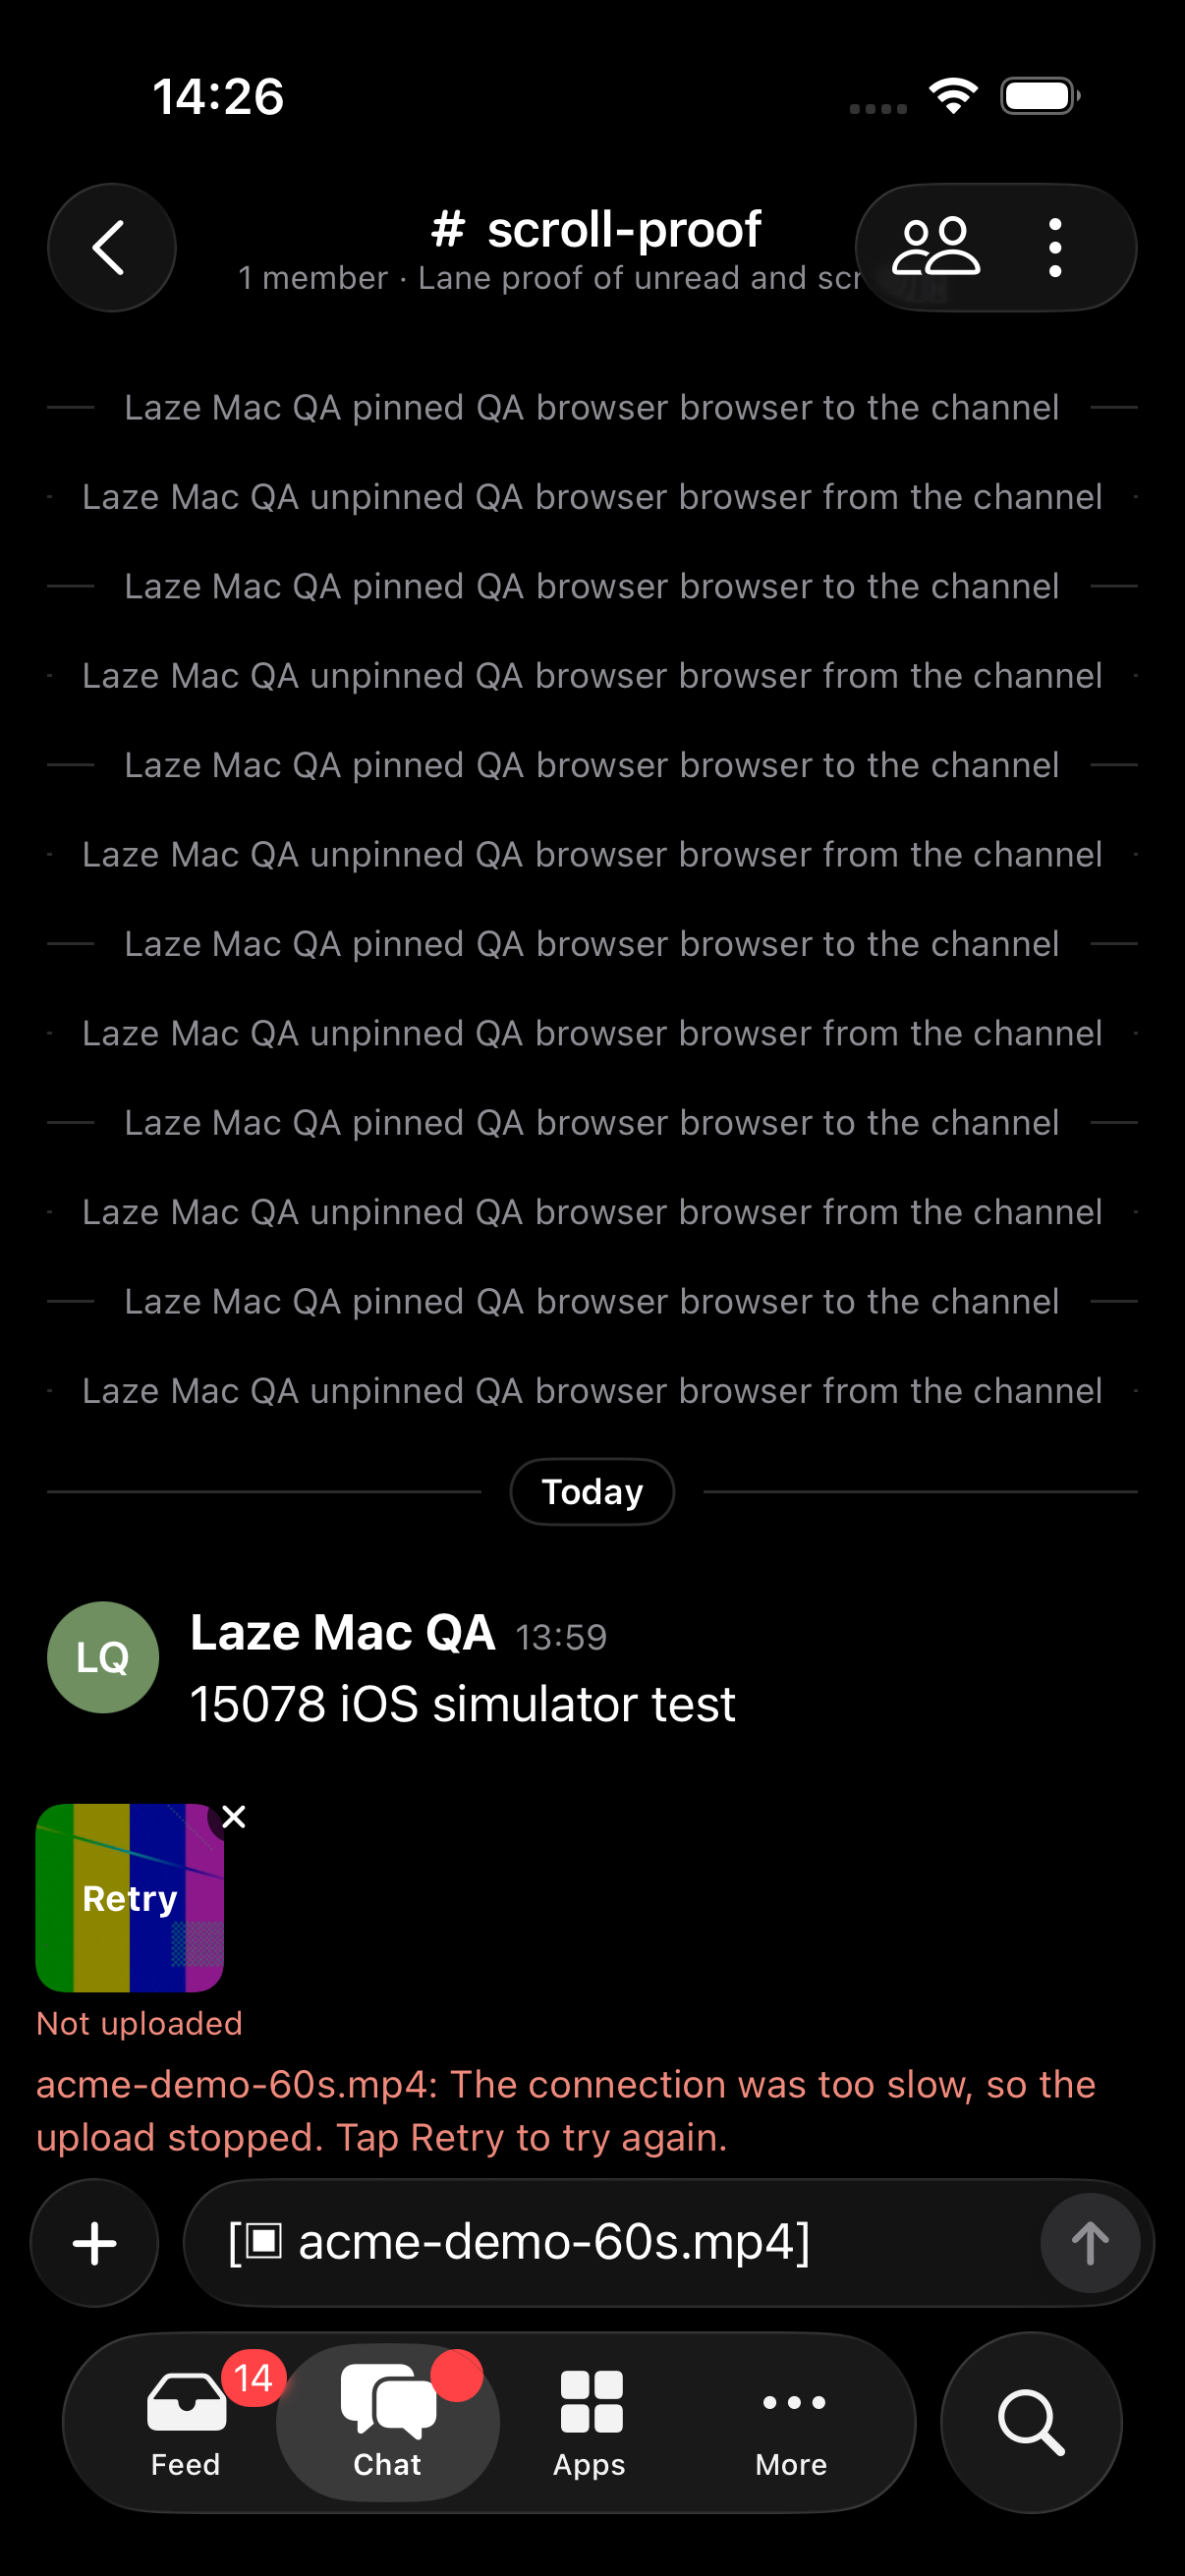 14:26
# scroll-proof
1 member · Lane proof of unread and scr
Laze Mac QA pinned QA browser browser to the channel
Laze Mac QA unpinned QA browser browser from the channel
Laze Mac QA pinned QA browser browser to the channel
Laze Mac QA unpinned QA browser browser from the channel
Laze Mac QA pinned QA browser browser to the channel
Laze Mac QA unpinned QA browser browser from the channel
Laze Mac QA pinned QA browser browser to the channel
Laze Mac QA unpinned QA browser browser from the channel
Laze Mac QA pinned QA browser browser to the channel
Laze Mac QA unpinned QA browser browser from the channel
Laze Mac QA pinned QA browser browser to the channel
Laze Mac QA unpinned QA browser browser from the channel
Today
LQ
Laze Mac QA 13:59
15078 iOS simulator test
Retry
Not uploaded
acme-demo-60s.mp4: The connection was too slow, so the
upload stopped. Tap Retry to try again.
[▣ acme-demo-60s.mp4]
14
Feed Chat Apps More